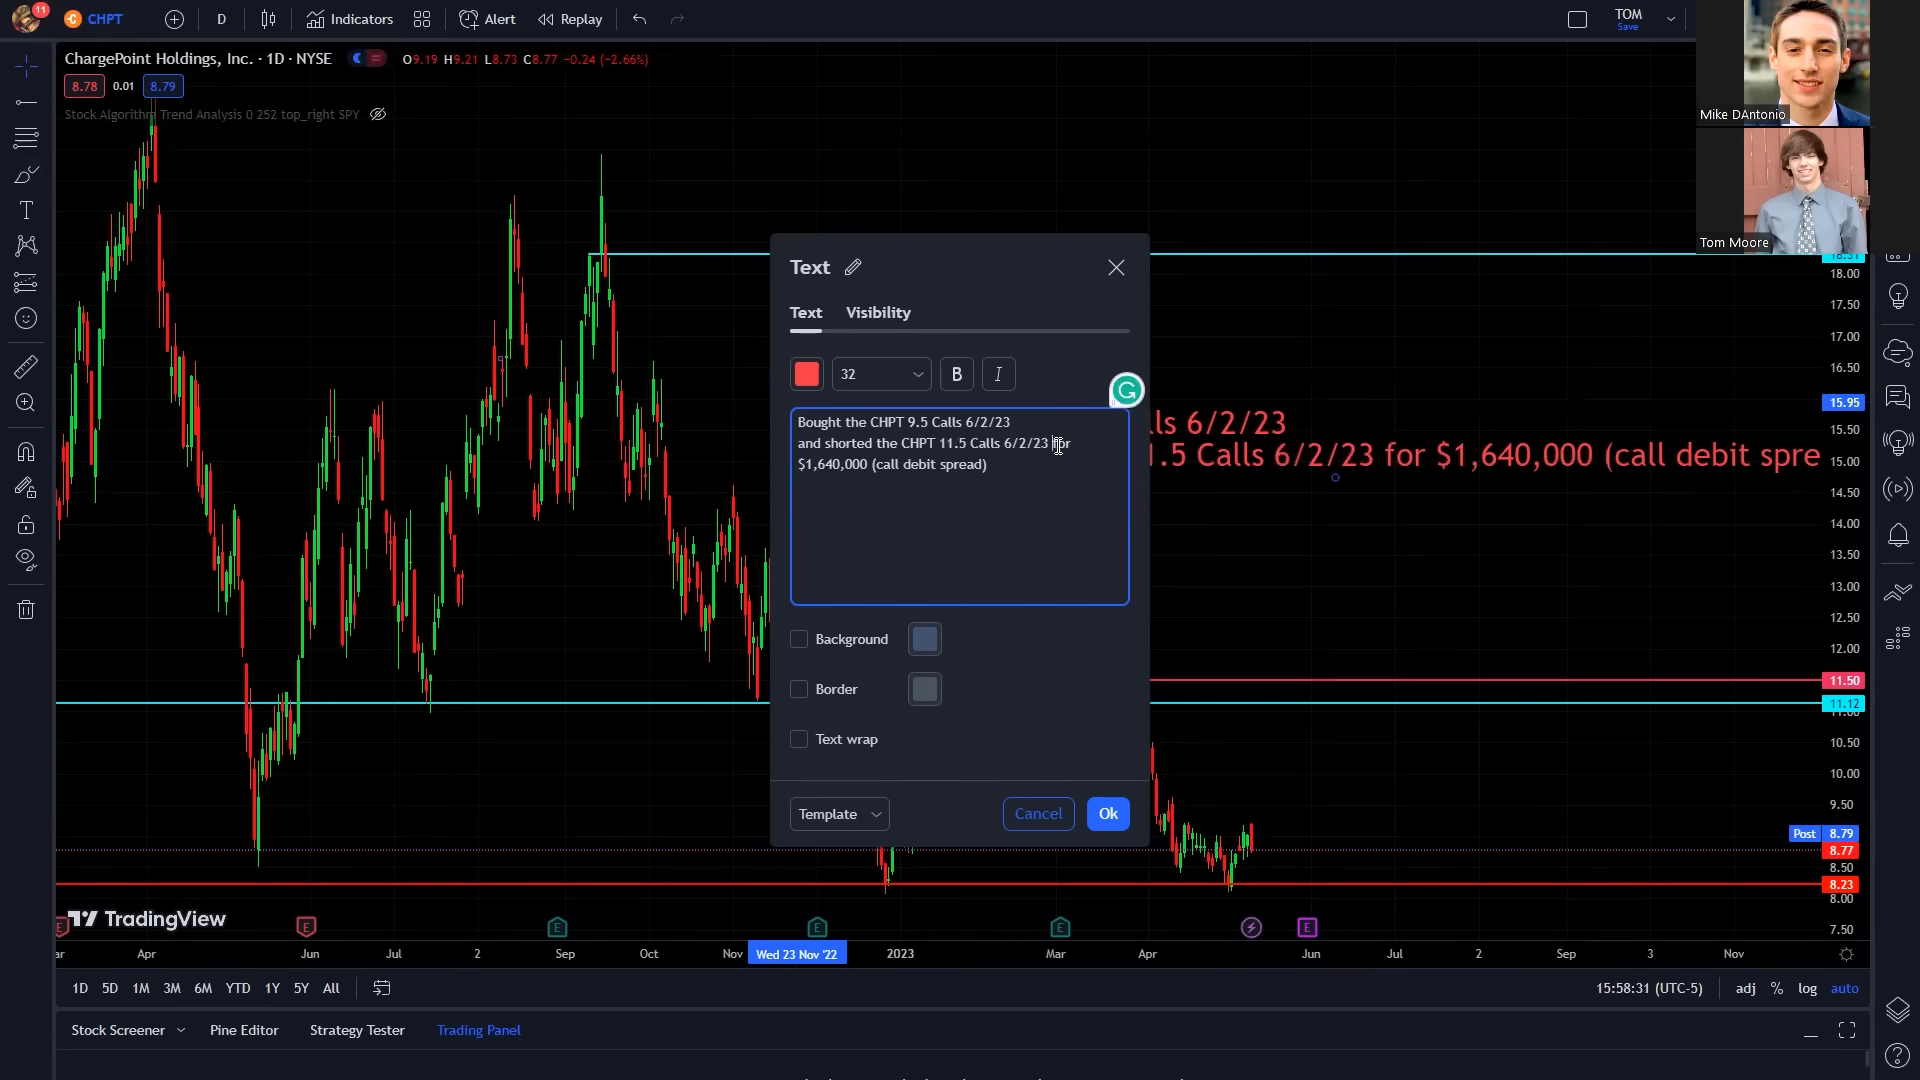 11
CHPT
D
Indicators
Alert
Replay
TOM
Save
ChargePoint Holdings, Inc. · 1D · NYSE
O9.19 H9.21 L8.73 C8.77 −0.24 (−2.66%)
8.78 0.01 8.79
Stock Algorithm Trend Analysis 0 252 top_right SPY
Mike DAntonio
Tom Moore
Text
Text
Visibility
32
B
I
Bought the CHPT 9.5 Calls 6/2/23
and shorted the CHPT 11.5 Calls 6/2/23 for
$1,640,000 (call debit spread)
Background
Border
Text wrap
Template
Cancel
Ok
lls 6/2/23
1.5 Calls 6/2/23 for $1,640,000 (call debit spre
18.31
18.00
17.50
17.00
16.50
15.95
15.50
15.00
14.50
14.00
13.50
13.00
12.50
12.00
11.50
11.12
11.00
10.50
10.00
9.50
Post 8.79
8.77
8.50
8.23
8.00
7.50
TradingView
E E E E E E
ar Apr Jun Jul 2 Sep Oct Nov Wed 23 Nov '22 2023 Mar Apr Jun Jul 2 Sep 3 Nov
1D 5D 1M 3M 6M YTD 1Y 5Y All
15:58:31 (UTC-5) adj % log auto
Stock Screener Pine Editor Strategy Tester Trading Panel